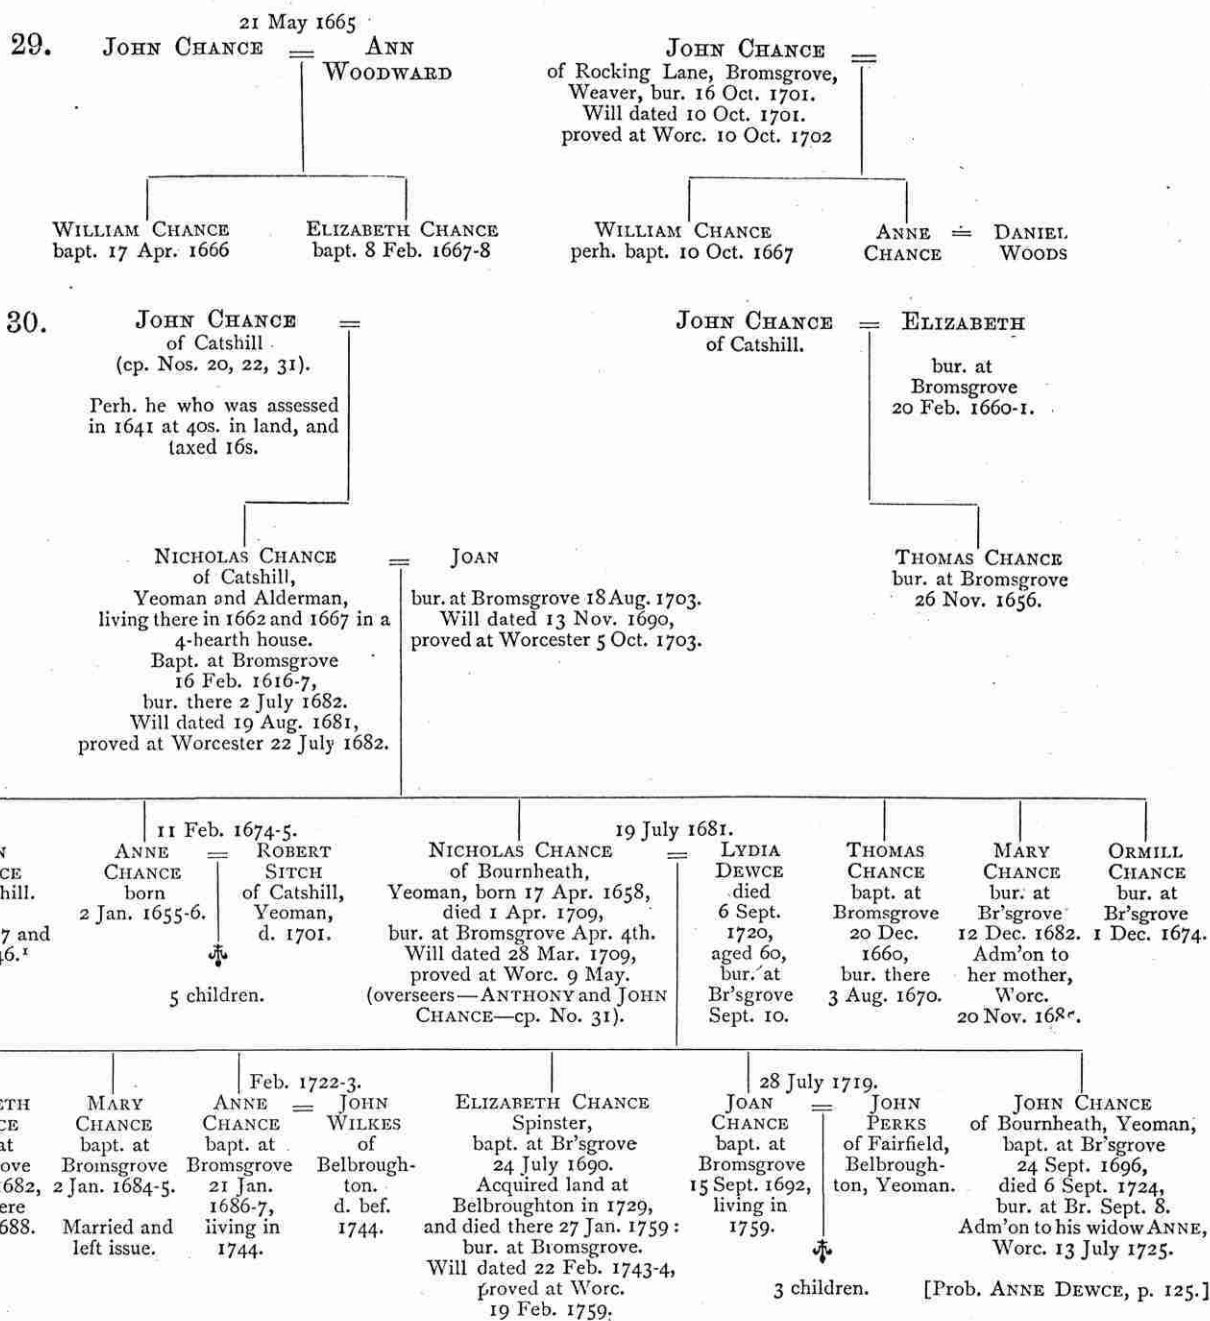 29.
21 May 1665
JOHN CHANCE = ANN
WOODWARD
WILLIAM CHANCE
bapt. 17 Apr. 1666
ELIZABETH CHANCE
bapt. 8 Feb. 1667-8
JOHN CHANCE =
of Rocking Lane, Bromsgrove,
Weaver, bur. 16 Oct. 1701.
Will dated 10 Oct. 1701.
proved at Worc. 10 Oct. 1702
WILLIAM CHANCE
perh. bapt. 10 Oct. 1667
ANNE = DANIEL
CHANCE WOODS
30.
JOHN CHANCE =
of Catshill
(cp. Nos. 20, 22, 31).
Perh. he who was assessed
in 1641 at 40s. in land, and
taxed 16s.
JOHN CHANCE = ELIZABETH
of Catshill.
bur. at
Bromsgrove
20 Feb. 1660-1.
NICHOLAS CHANCE = JOAN
of Catshill,
Yeoman and Alderman,
living there in 1662 and 1667 in a
4-hearth house.
Bapt. at Bromsgrove
16 Feb. 1616-7,
bur. there 2 July 1682.
Will dated 19 Aug. 1681,
proved at Worcester 22 July 1682.
bur. at Bromsgrove 18 Aug. 1703.
Will dated 13 Nov. 1690,
proved at Worcester 5 Oct. 1703.
THOMAS CHANCE
bur. at Bromsgrove
26 Nov. 1656.
N
CE
hill.
7 and
46.¹
11 Feb. 1674-5.
ANNE =
CHANCE
born
2 Jan. 1655-6.
ROBERT
SITCH
of Catshill,
Yeoman,
d. 1701.
5 children.
19 July 1681.
NICHOLAS CHANCE =
of Bournheath,
Yeoman, born 17 Apr. 1658,
died 1 Apr. 1709,
bur. at Bromsgrove Apr. 4th.
Will dated 28 Mar. 1709,
proved at Worc. 9 May.
(overseers—ANTHONY and JOHN
CHANCE—cp. No. 31).
LYDIA
DEWCE
died
6 Sept.
1720,
aged 60,
bur. at
Br'sgrove
Sept. 10.
THOMAS
CHANCE
bapt. at
Bromsgrove
20 Dec.
1660,
bur. there
3 Aug. 1670.
MARY
CHANCE
bur. at
Br'sgrove
12 Dec. 1682.
Adm'on to
her mother,
Worc.
20 Nov.
ORMILL
CHANCE
bur. at
Br'sgrove
1 Dec. 1674.
ETH
CE
at
ove
1682,
ere
688.
MARY
CHANCE
bapt. at
Bromsgrove
2 Jan. 1684-5.
Married and
left issue.
Feb. 1722-3.
ANNE =
CHANCE
bapt. at
Bromsgrove
21 Jan.
1686-7,
living in
1744.
JOHN
WILKES
of
Belbrough-
ton.
d. bef.
1744.
ELIZABETH CHANCE
Spinster,
bapt. at Br'sgrove
24 July 1690.
Acquired land at
Belbroughton in 1729,
and died there 27 Jan. 1759:
bur. at Bromsgrove.
Will dated 22 Feb. 1743-4,
proved at Worc.
19 Feb. 1759.
28 July 1719.
JOAN =
CHANCE
bapt. at
Bromsgrove
15 Sept. 1692,
living in
1759.
JOHN
PERKS
of Fairfield,
Belbrough-
ton, Yeoman.
3 children.
JOHN CHANCE
of Bournheath, Yeoman,
bapt. at Br'sgrove
24 Sept. 1696,
died 6 Sept. 1724,
bur. at Br. Sept. 8.
Adm'on to his widow ANNE,
Worc. 13 July 1725.
[Prob. ANNE DEWCE, p. 125.]